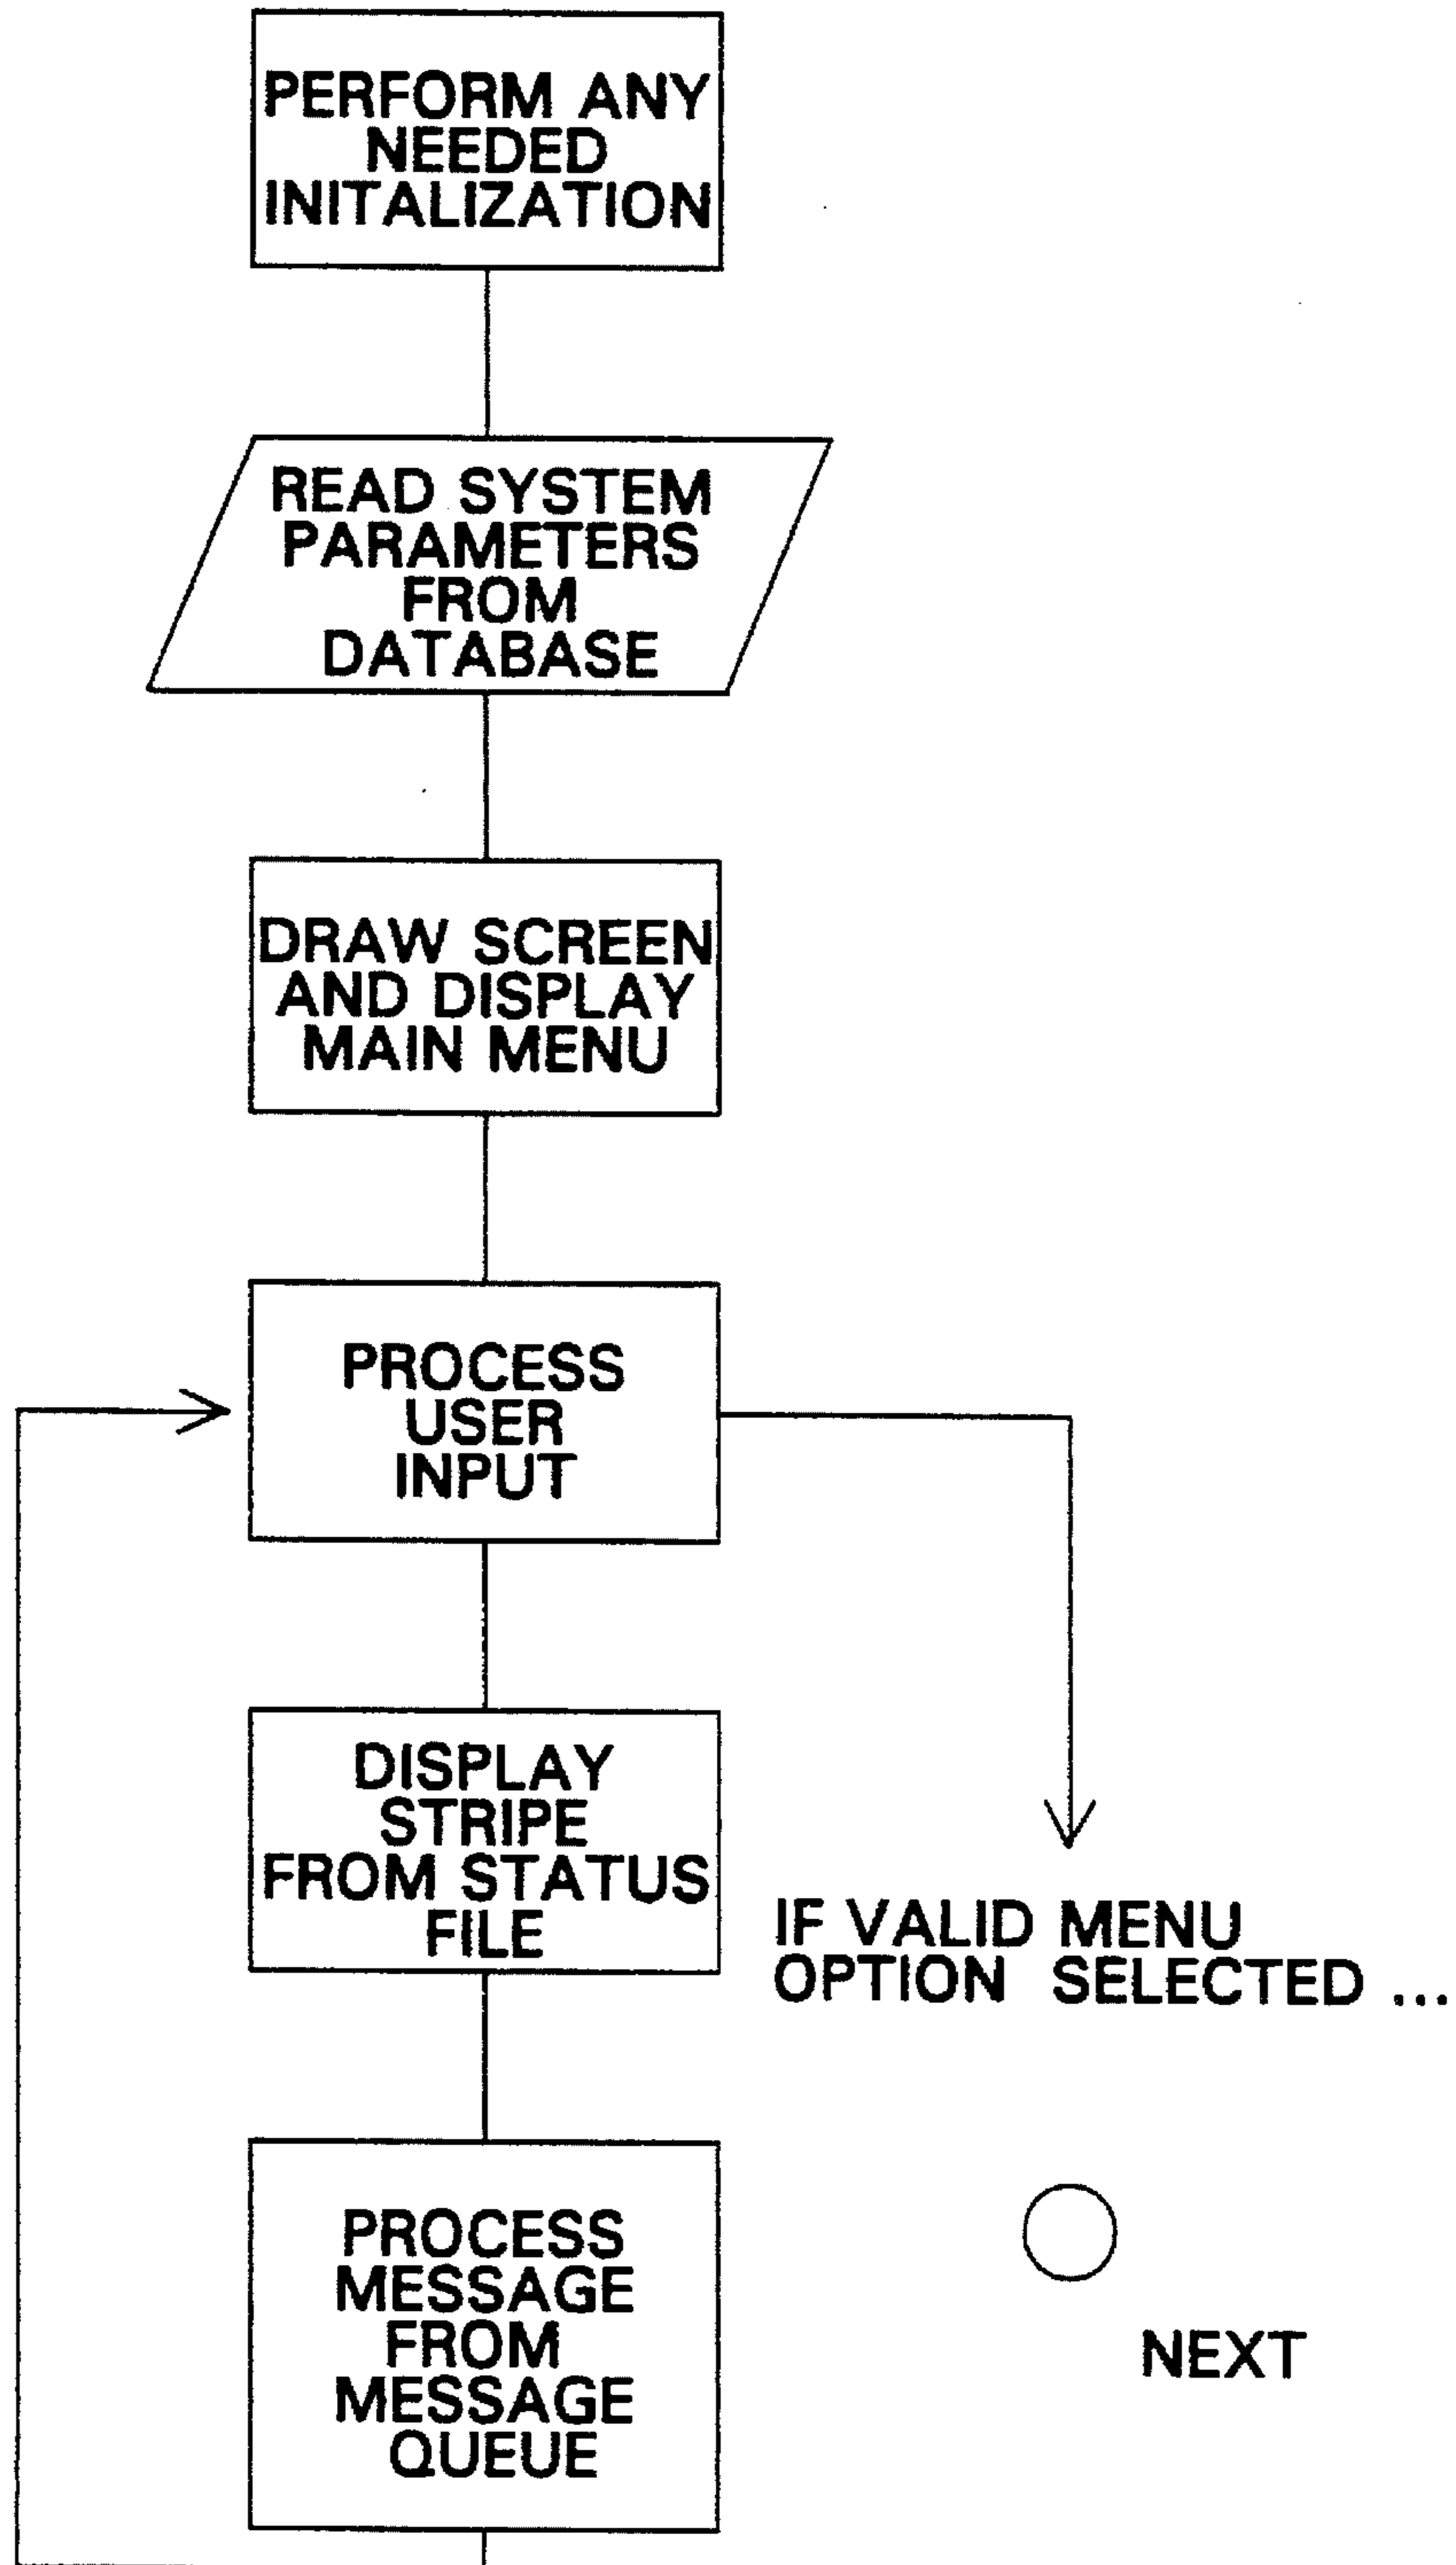 PERFORM ANY
NEEDED
INITALIZATION
READ SYSTEM
PARAMETERS
FROM
DATABASE
DRAW SCREEN
AND DISPLAY
MAIN MENU
PROCESS
USER
INPUT
DISPLAY
STRIPE
FROM STATUS
FILE
IF VALID MENU
OPTION SELECTED ...
PROCESS
MESSAGE
FROM
MESSAGE
QUEUE
NEXT